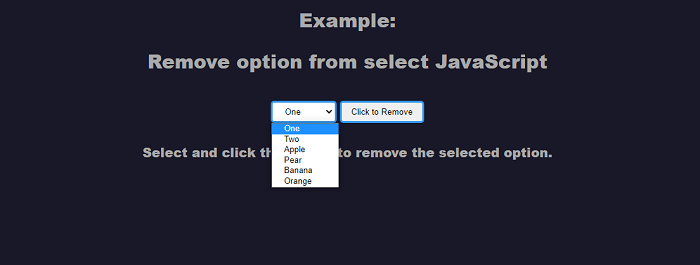 Example:
Remove option from select JavaScript
One Click to Remove
One
Two
Apple
Pear
Banana
Orange
Select and click th to remove the selected option.